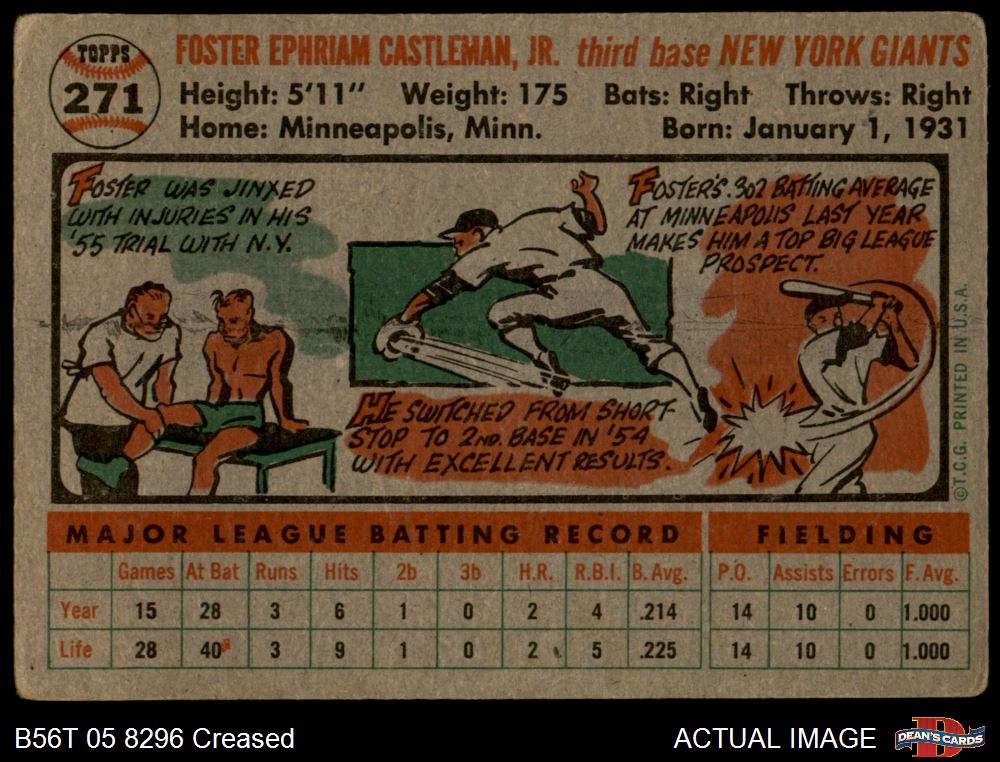 TOPPS
271
FOSTER EPHRIAM CASTLEMAN, JR. third base NEW YORK GIANTS
Height: 5'11" Weight: 175 Bats: Right Throws: Right
Home: Minneapolis, Minn. Born: January 1, 1931
FOSTER WAS JINXED
WITH INJURIES IN HIS
'55 TRIAL WITH N.Y.
HE SWITCHED FROM SHORT-
STOP TO 2ND. BASE IN '54
WITH EXCELLENT RESULTS.
FOSTER'S .302 BATTING AVERAGE
AT MINNEAPOLIS LAST YEAR
MAKES HIM A TOP BIG LEAGUE
PROSPECT.
©T.C.G. PRINTED IN U.S.A.
MAJOR LEAGUE BATTING RECORD FIELDING
Games At Bat Runs Hits 2b 3b H.R. R.B.I. B. Avg. P.O. Assists Errors F. Avg.
Year 15 28 3 6 1 0 2 4 .214 14 10 0 1.000
Life 28 40 3 9 1 0 2 5 .225 14 10 0 1.000
B56T 05 8296 Creased
ACTUAL IMAGE
DEAN'S CARDS